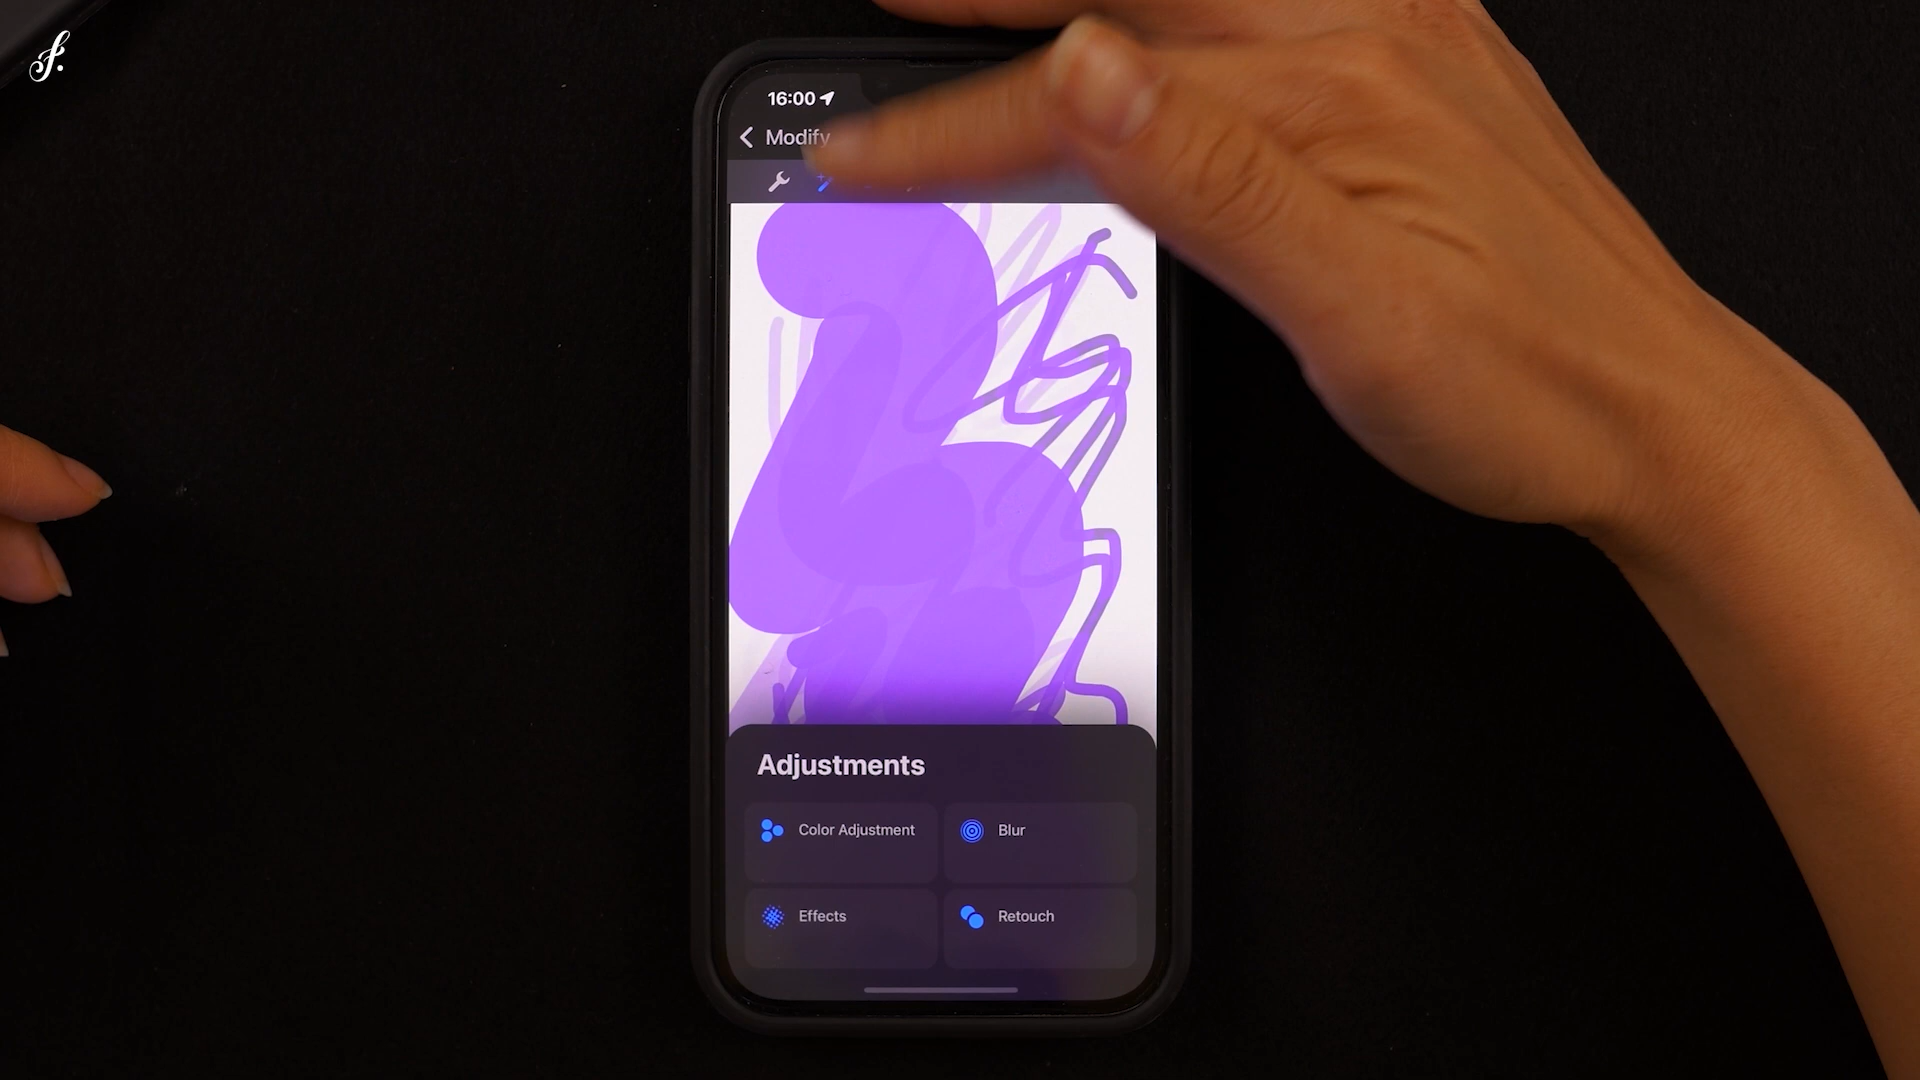 f.
16:00
Modify
Adjustments
Color Adjustment
Blur
Effects
Retouch